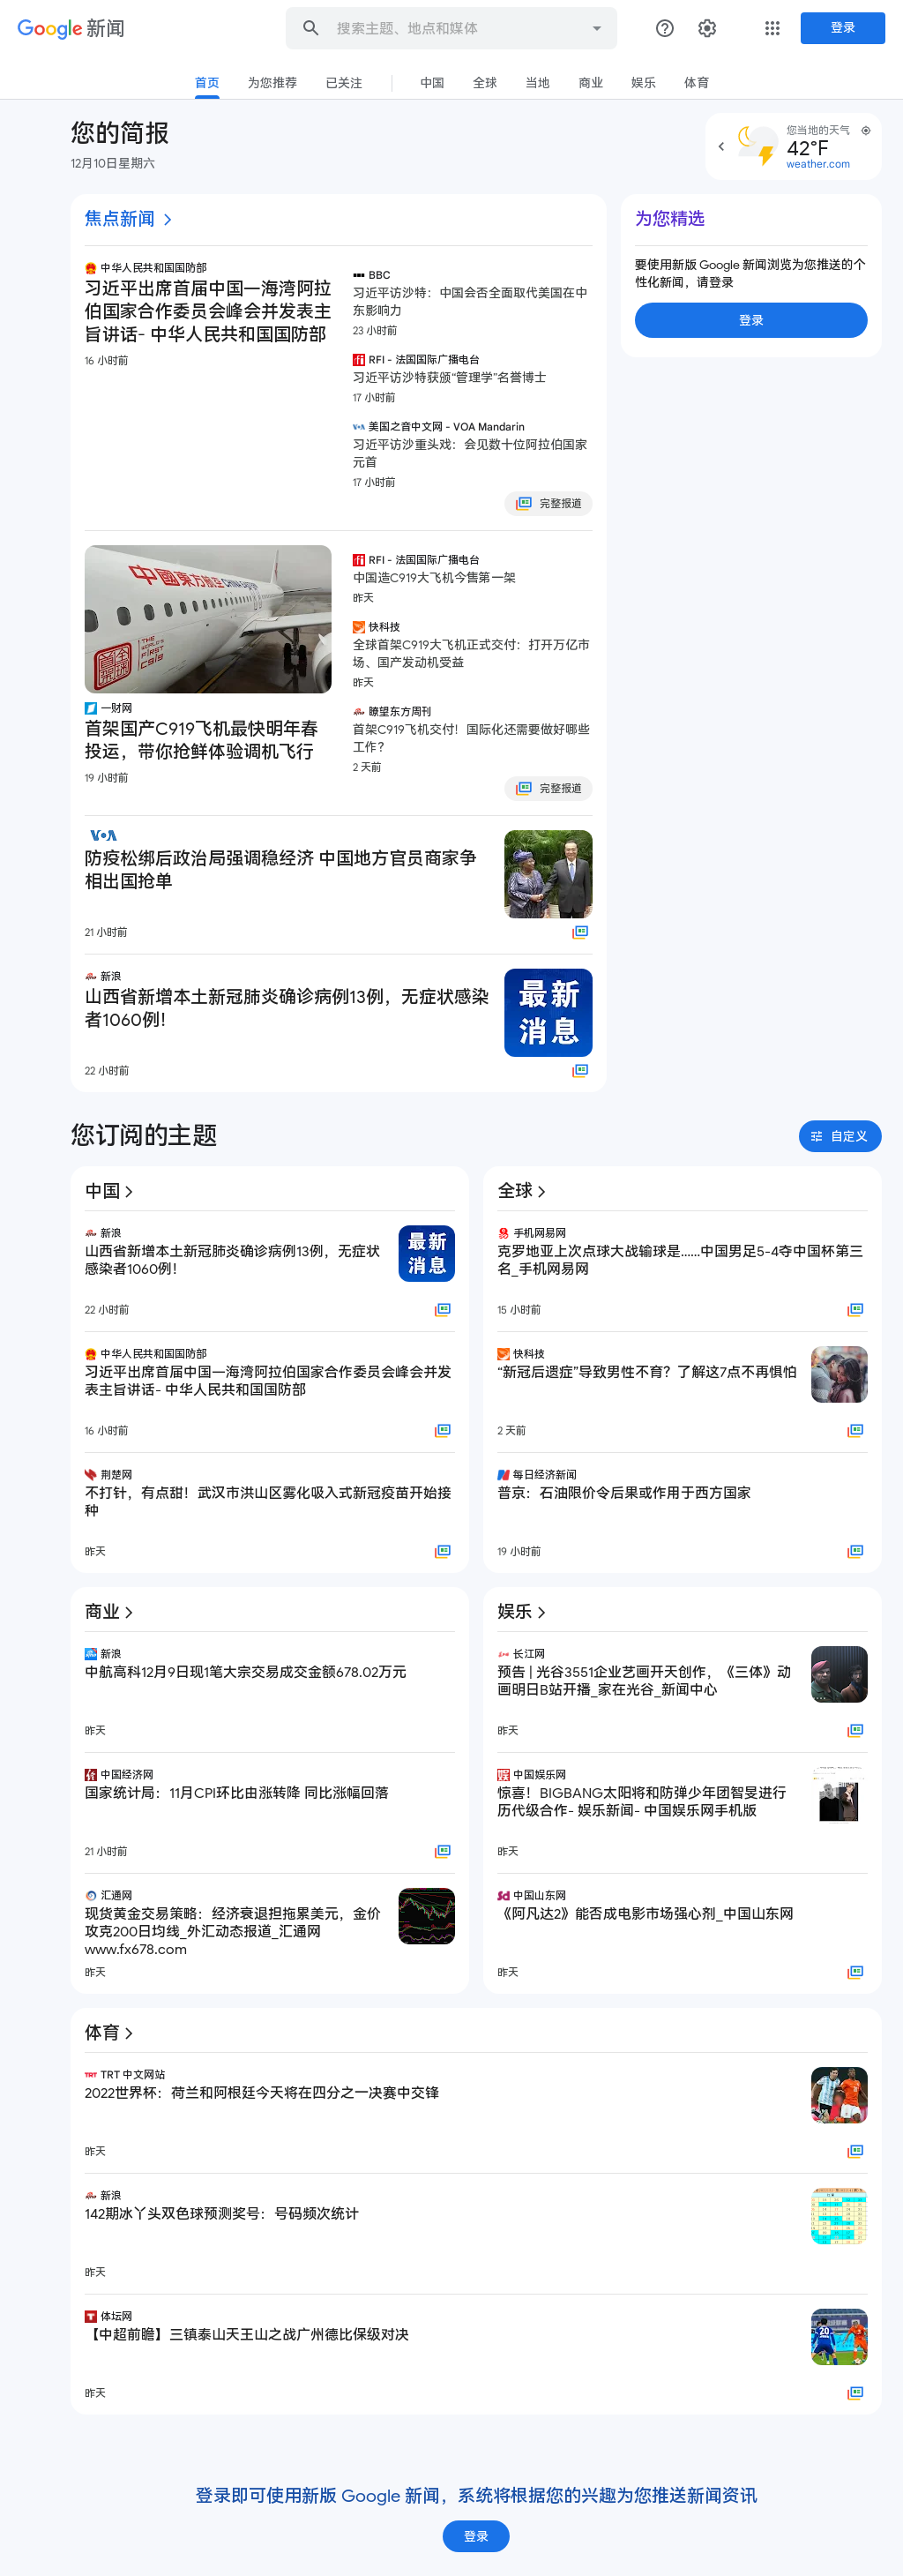 Google 新闻
搜索主题、地点和媒体
登录
首页
为您推荐
已关注
中国
全球
当地
商业
娱乐
体育
您的简报
12月10日星期六
您当地的天气
42°F
weather.com
焦点新闻
中华人民共和国国防部
习近平出席首届中国—海湾阿拉
伯国家合作委员会峰会并发表主
旨讲话- 中华人民共和国国防部
16 小时前
BBC
习近平访沙特：中国会否全面取代美国在中
东影响力
23 小时前
RFI - 法国国际广播电台
习近平访沙特获颁“管理学”名誉博士
17 小时前
美国之音中文网 - VOA Mandarin
习近平访沙重头戏：会见数十位阿拉伯国家
元首
17 小时前
完整报道
为您精选
要使用新版 Google 新闻浏览为您推送的个
性化新闻，请登录
登录
中國東方航空 CHINA EASTERN
THE WORLD'S
FIRST
C919
一财网
首架国产C919飞机最快明年春
投运，带你抢鲜体验调机飞行
19 小时前
RFI - 法国国际广播电台
中国造C919大飞机今售第一架
昨天
快科技
全球首架C919大飞机正式交付：打开万亿市
场、国产发动机受益
昨天
瞭望东方周刊
首架C919飞机交付！国际化还需要做好哪些
工作？
2 天前
完整报道
VOA
防疫松绑后政治局强调稳经济 中国地方官员商家争
相出国抢单
21 小时前
新浪
山西省新增本土新冠肺炎确诊病例13例，无症状感染
者1060例！
22 小时前
最新
消息
您订阅的主题
自定义
中国
新浪
山西省新增本土新冠肺炎确诊病例13例，无症状
感染者1060例！
22 小时前
最新
消息
中华人民共和国国防部
习近平出席首届中国—海湾阿拉伯国家合作委员会峰会并发
表主旨讲话- 中华人民共和国国防部
16 小时前
荆楚网
不打针，有点甜！武汉市洪山区雾化吸入式新冠疫苗开始接
种
昨天
全球
手机网易网
克罗地亚上次点球大战输球是......中国男足5-4夺中国杯第三
名_手机网易网
15 小时前
快科技
“新冠后遗症”导致男性不育？了解这7点不再惧怕
2 天前
每日经济新闻
普京：石油限价令后果或作用于西方国家
19 小时前
商业
新浪
中航高科12月9日现1笔大宗交易成交金额678.02万元
昨天
中国经济网
国家统计局：11月CPI环比由涨转降 同比涨幅回落
21 小时前
汇通网
现货黄金交易策略：经济衰退担拖累美元，金价
攻克200日均线_外汇动态报道_汇通网
www.fx678.com
昨天
娱乐
长江网
预告 | 光谷3551企业艺画开天创作，《三体》动
画明日B站开播_家在光谷_新闻中心
昨天
中国娱乐网
惊喜！BIGBANG太阳将和防弹少年团智旻进行
历代级合作- 娱乐新闻- 中国娱乐网手机版
昨天
中国山东网
《阿凡达2》能否成电影市场强心剂_中国山东网
昨天
体育
TRT 中文网站
2022世界杯：荷兰和阿根廷今天将在四分之一决赛中交锋
昨天
新浪
142期冰丫头双色球预测奖号：号码频次统计
昨天
体坛网
【中超前瞻】三镇泰山天王山之战广州德比保级对决
昨天
20
登录即可使用新版 Google 新闻，系统将根据您的兴趣为您推送新闻资讯
登录